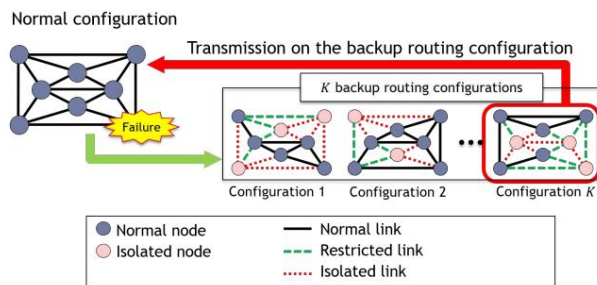 Normal configuration
Transmission on the backup routing configuration
K backup routing configurations
Failure
Configuration 1
Configuration 2
Configuration K
Normal node
Normal link
Isolated node
Restricted link
Isolated link